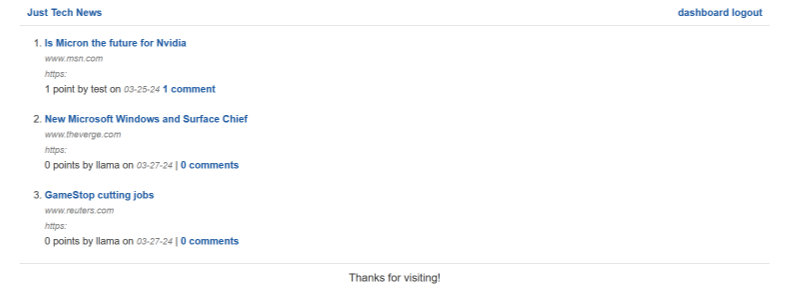 Just Tech News
dashboard logout
1. Is Micron the future for Nvidia
www.msn.com
https:
1 point by test on 03-25-24 1 comment
2. New Microsoft Windows and Surface Chief
www.theverge.com
https:
0 points by llama on 03-27-24 | 0 comments
3. GameStop cutting jobs
www.reuters.com
https:
0 points by llama on 03-27-24 | 0 comments
Thanks for visiting!